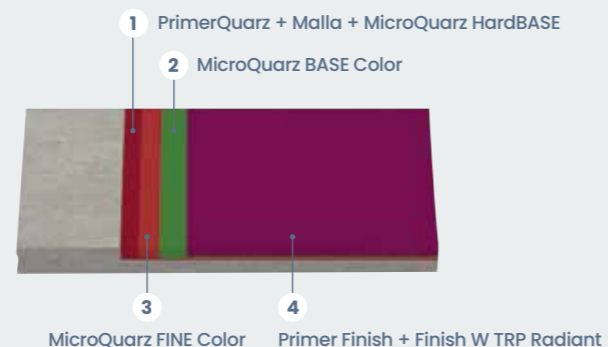 1 PrimerQuarz + Malla + MicroQuarz HardBASE
2 MicroQuarz BASE Color
3
MicroQuarz FINE Color
4
Primer Finish + Finish W TRP Radiant